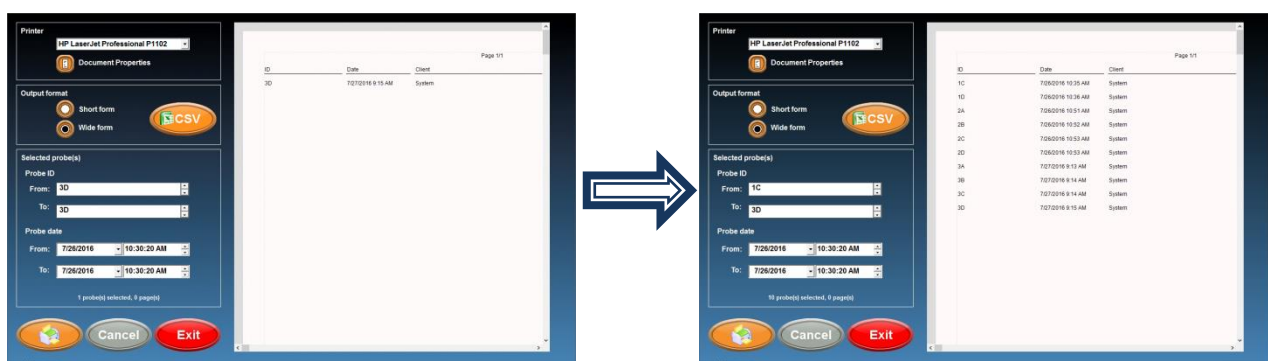 Printer
HP LaserJet Professional P1102
Document Properties
Output format
Short form
Wide form
CSV
Selected probe(s)
Probe ID
From: 3D
To: 3D
Probe date
From: 7/26/2016 10:30:20 AM
To: 7/26/2016 10:30:20 AM
1 probe(s) selected, 0 page(s)
Cancel Exit
Page 1/1
ID Date Client
3D 7/27/2016 9:15 AM System
Printer
HP LaserJet Professional P1102
Document Properties
Output format
Short form
Wide form
CSV
Selected probe(s)
Probe ID
From: 1C
To: 3D
Probe date
From: 7/26/2016 10:30:20 AM
To: 7/26/2016 10:30:20 AM
10 probe(s) selected, 0 page(s)
Cancel Exit
Page 1/1
ID Date Client
1C 7/26/2016 10:35 AM System
1D 7/26/2016 10:36 AM System
2A 7/26/2016 10:51 AM System
2B 7/26/2016 10:52 AM System
2C 7/26/2016 10:53 AM System
2D 7/26/2016 10:53 AM System
3A 7/27/2016 9:13 AM System
3B 7/27/2016 9:14 AM System
3C 7/27/2016 9:14 AM System
3D 7/27/2016 9:15 AM System